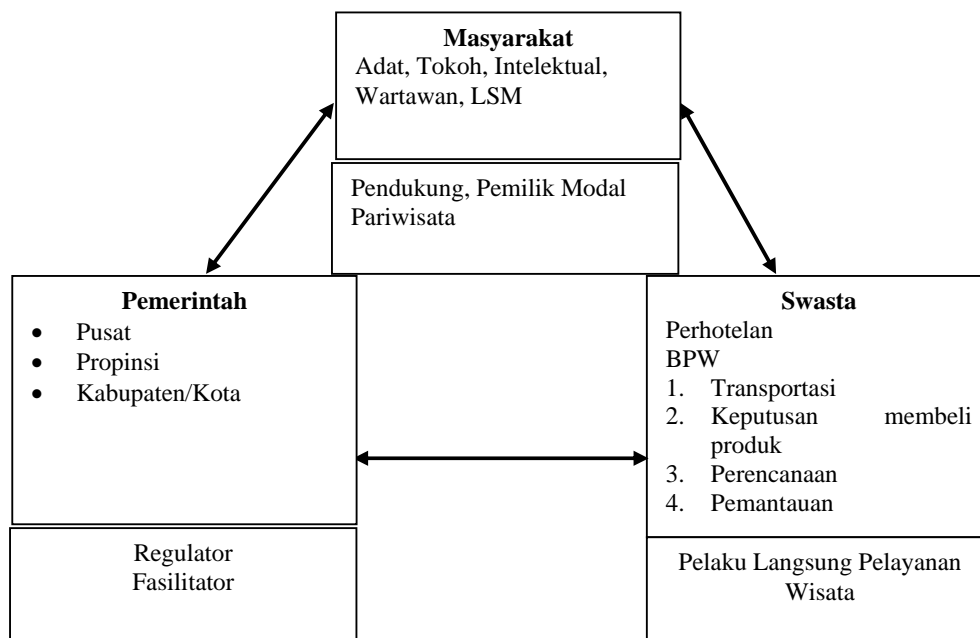 Masyarakat
Adat, Tokoh, Intelektual,
Wartawan, LSM
Pendukung, Pemilik Modal
Pariwisata
Pemerintah
• Pusat
• Propinsi
• Kabupaten/Kota
Regulator
Fasilitator
Swasta
Perhotelan
BPW
1. Transportasi
2. Keputusan membeli
produk
3. Perencanaan
4. Pemantauan
Pelaku Langsung Pelayanan
Wisata